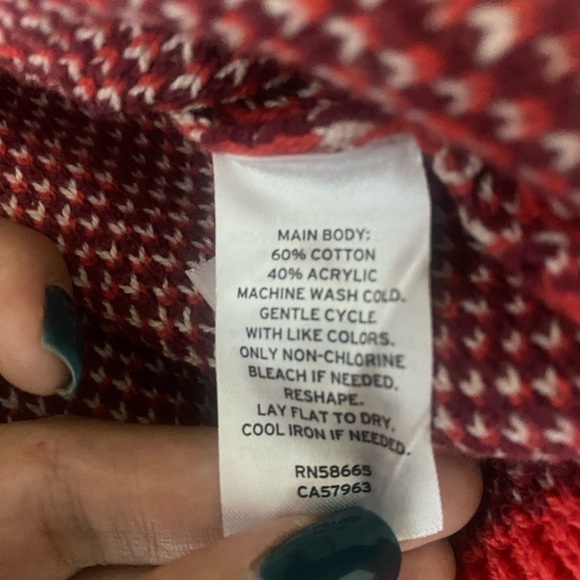 MAIN BODY:
60% COTTON
40% ACRYLIC
MACHINE WASH COLD.
GENTLE CYCLE
WITH LIKE COLORS.
ONLY NON-CHLORINE
BLEACH IF NEEDED.
RESHAPE.
LAY FLAT TO DRY.
COOL IRON IF NEEDED.
RN58665
CA57963